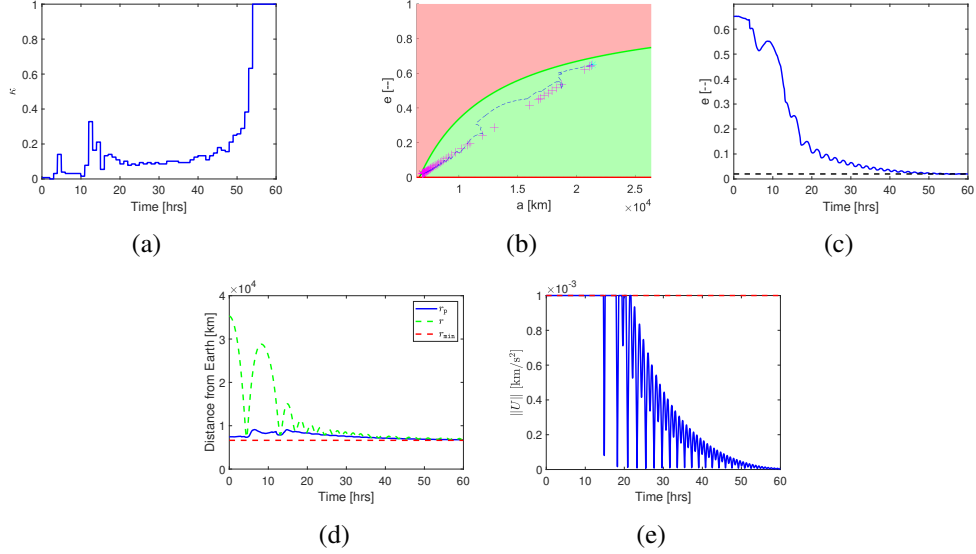 1
0.8
0.6
0.4
0.2
0
κ
0 10 20 30 40 50 60
Time [hrs]
(a)
1
0.8
0.6
0.4
0.2
0
e [--]
1 1.5 2 2.5
a [km]
×10⁴
(b)
0.7
0.6
0.5
0.4
0.3
0.2
0.1
0
e [--]
0 10 20 30 40 50 60
Time [hrs]
(c)
×10⁴
4
3
2
1
0
Distance from Earth [km]
r_p
r
r_min
0 10 20 30 40 50 60
Time [hrs]
(d)
×10⁻³
1
0.8
0.6
0.4
0.2
0
||U|| [km/s²]
0 10 20 30 40 50 60
Time [hrs]
(e)